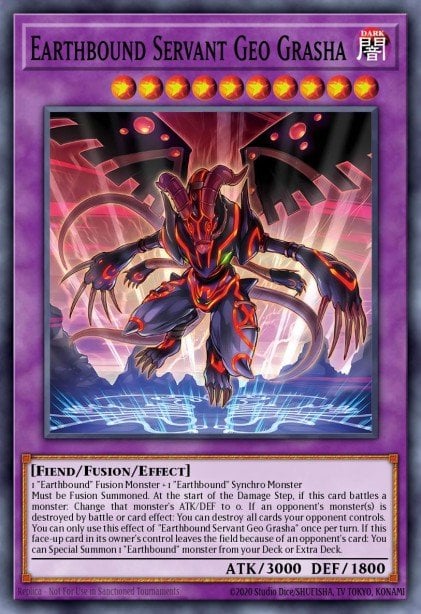 EARTHBOUND SERVANT GEO GRASHA
DARK
闇
[FIEND/FUSION/EFFECT]
1 "Earthbound" Fusion Monster + 1 "Earthbound" Synchro Monster
Must be Fusion Summoned. At the start of the Damage Step, if this card battles a
monster: Change that monster's ATK/DEF to 0. If an opponent's monster(s) is
destroyed by battle or card effect: You can destroy all cards your opponent controls.
You can only use this effect of "Earthbound Servant Geo Grasha" once per turn. If this
face-up card in its owner's control leaves the field because of an opponent's card: You
can Special Summon 1 "Earthbound" monster from your Deck or Extra Deck.
ATK/3000 DEF/1800
Replica - Not For Use in Sanctioned Tournaments
©2020 Studio Dice/SHUEISHA, TV TOKYO, KONAMI